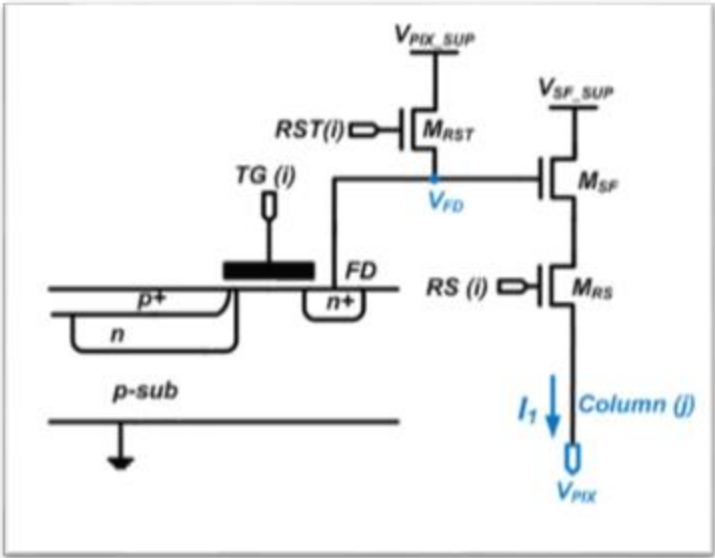 V_PIX_SUP
V_SF_SUP
RST(i)
M_RST
TG (i)
M_SF
V_FD
FD
RS (i)
M_RS
p+
n+
n
p-sub
I_1
Column (j)
V_PIX